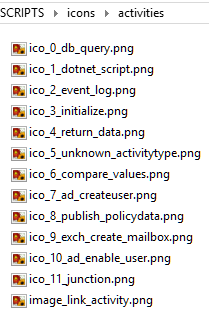 SCRIPTS > icons > activities
ico_0_db_query.png
ico_1_dotnet_script.png
ico_2_event_log.png
ico_3_initialize.png
ico_4_return_data.png
ico_5_unknown_activitytype.png
ico_6_compare_values.png
ico_7_ad_createuser.png
ico_8_publish_policydata.png
ico_9_exch_create_mailbox.png
ico_10_ad_enable_user.png
ico_11_junction.png
image_link_activity.png